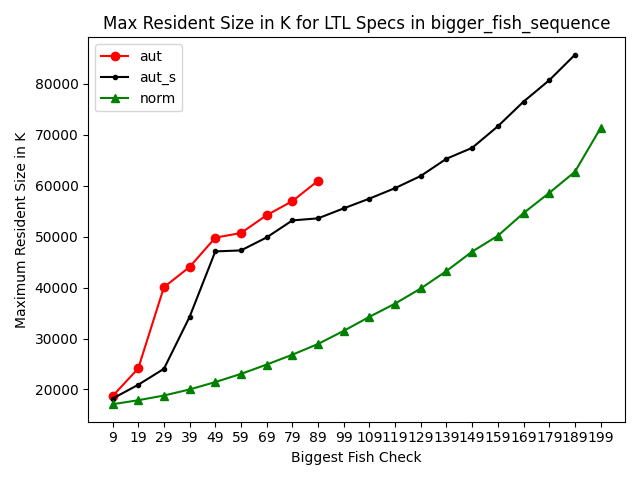 Max Resident Size in K for LTL Specs in bigger_fish_sequence
aut
aut_s
norm
Maximum Resident Size in K
80000
70000
60000
50000
40000
30000
20000
9 19 29 39 49 59 69 79 89 99 109 119 129 139 149 159 169 179 189 199
Biggest Fish Check